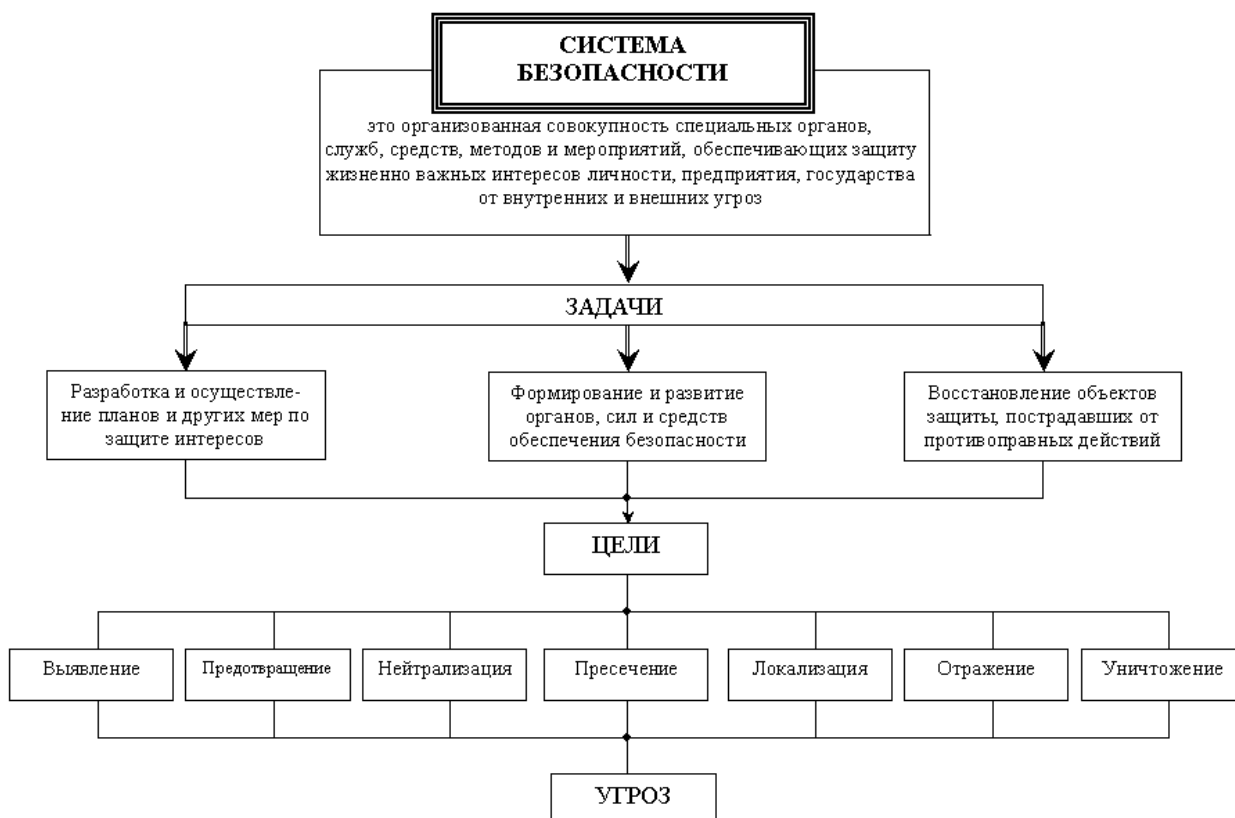 СИСТЕМА
БЕЗОПАСНОСТИ
это организованная совокупность специальных органов,
служб, средств, методов и мероприятий, обеспечивающих защиту
жизненно важных интересов личности, предприятия, государства
от внутренних и внешних угроз
ЗАДАЧИ
Разработка и осуществле-
ние планов и других мер по
защите интересов
Формирование и развитие
органов, сил и средств
обеспечения безопасности
Восстановление объектов
защиты, пострадавших от
противоправных действий
ЦЕЛИ
Выявление
Предотвращение
Нейтрализация
Пресечение
Локализация
Отражение
Уничтожение
УГРОЗ